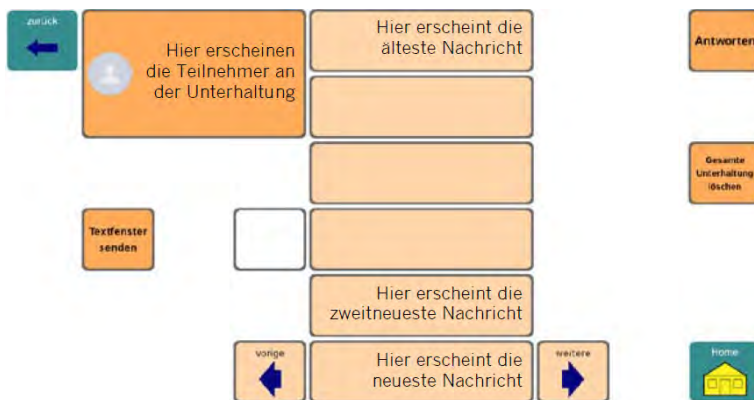 zurück
Hier erscheinen
die Teilnehmer an
der Unterhaltung
Hier erscheint die
älteste Nachricht
Antworten
Gesamte
Unterhaltung
löschen
Textfenster
senden
Hier erscheint die
zweitneueste Nachricht
vorige
Hier erscheint die
neueste Nachricht
weitere
Home